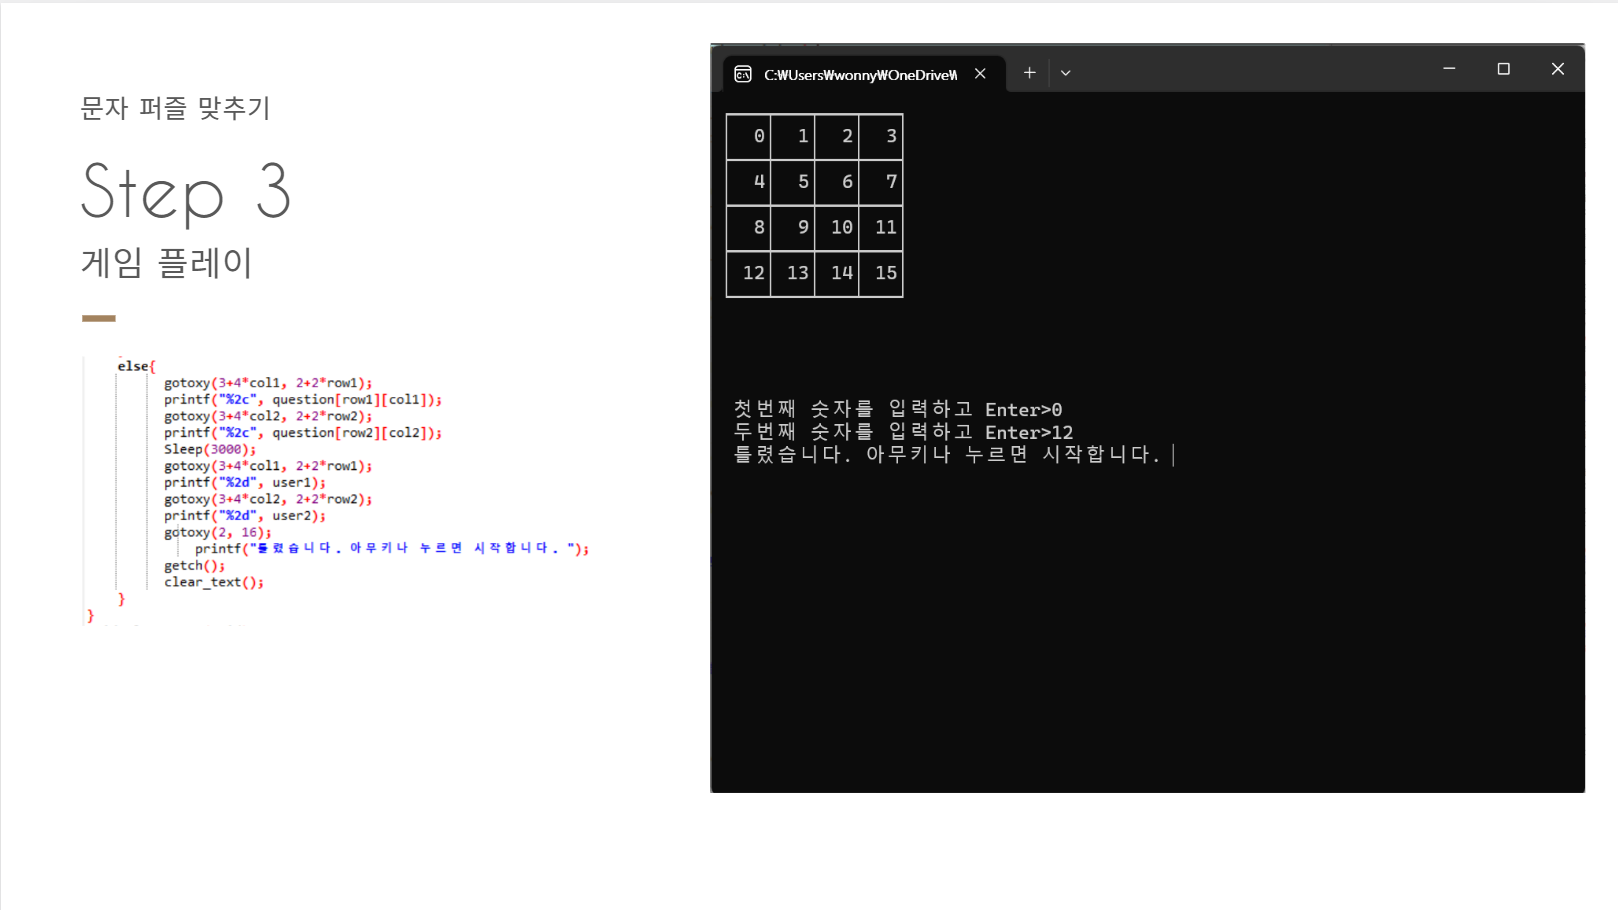 문자 퍼즐 맞추기
Step 3
게임 플레이
else{
gotoxy(3+4*col1, 2+2*row1);
printf("%2c", question[row1][col1]);
gotoxy(3+4*col2, 2+2*row2);
printf("%2c", question[row2][col2]);
Sleep(3000);
gotoxy(3+4*col1, 2+2*row1);
printf("%2d", user1);
gotoxy(3+4*col2, 2+2*row2);
printf("%2d", user2);
gotoxy(2, 16);
printf("틀렸습니다. 아무키나 누르면 시작합니다. ");
getch();
clear_text();
}
}
C:\Users\wonny\OneDrive\
0 1 2 3
4 5 6 7
8 9 10 11
12 13 14 15
첫번째 숫자를 입력하고 Enter>0
두번째 숫자를 입력하고 Enter>12
틀렸습니다. 아무키나 누르면 시작합니다.